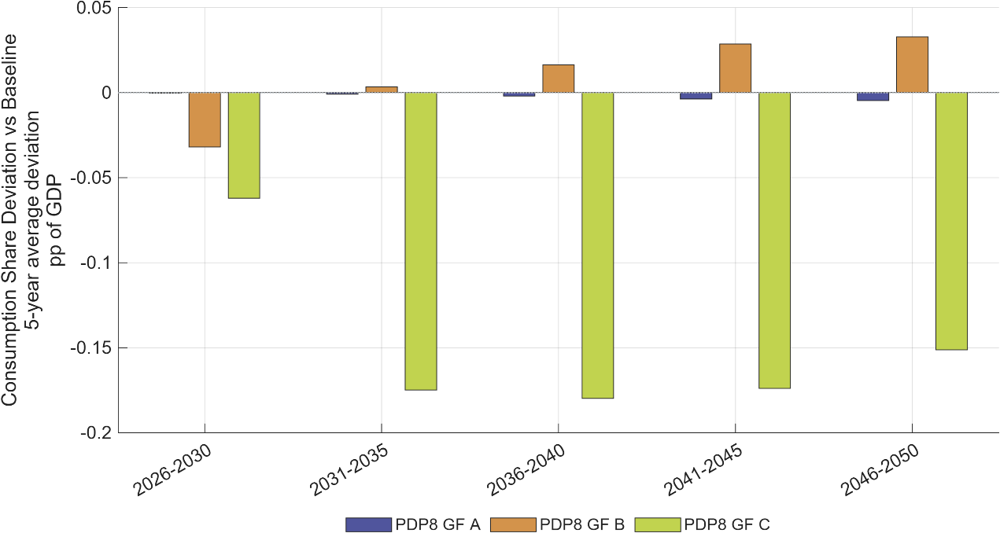 Consumption Share Deviation vs Baseline
5-year average deviation
pp of GDP
0.05
0
-0.05
-0.1
-0.15
-0.2
2026-2030
2031-2035
2036-2040
2041-2045
2046-2050
PDP8 GF A
PDP8 GF B
PDP8 GF C